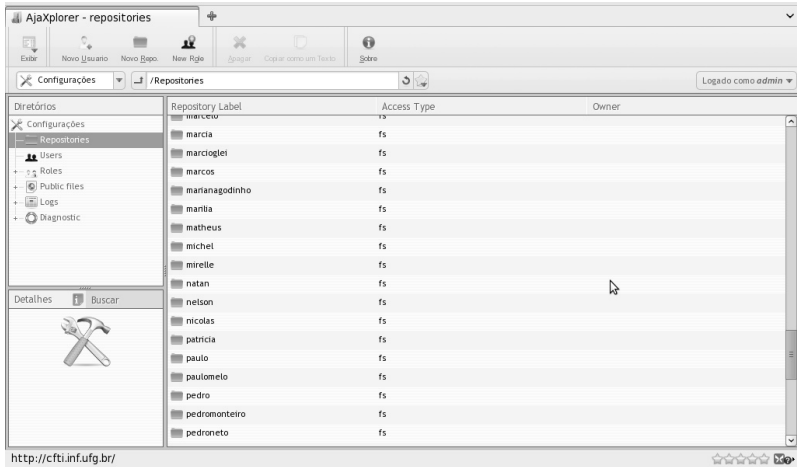 AjaXplorer - repositories
Exibir Novo Usuario Novo Repo. New Role Apagar Copiar como um Texto Sobre
Configurações /Repositories Logado como admin
Diretórios Repository Label Access Type Owner
Configurações
Repositories
Users
Roles
Public files
Logs
Diagnostic
Detalhes Buscar
marcelo fs
marcia fs
marcioglei fs
marcos fs
marianagodinho fs
marilia fs
matheus fs
michel fs
mirelle fs
natan fs
nelson fs
nicolas fs
patricia fs
paulo fs
paulomelo fs
pedro fs
pedromonteiro fs
pedroneto fs
http://cfti.inf.ufg.br/